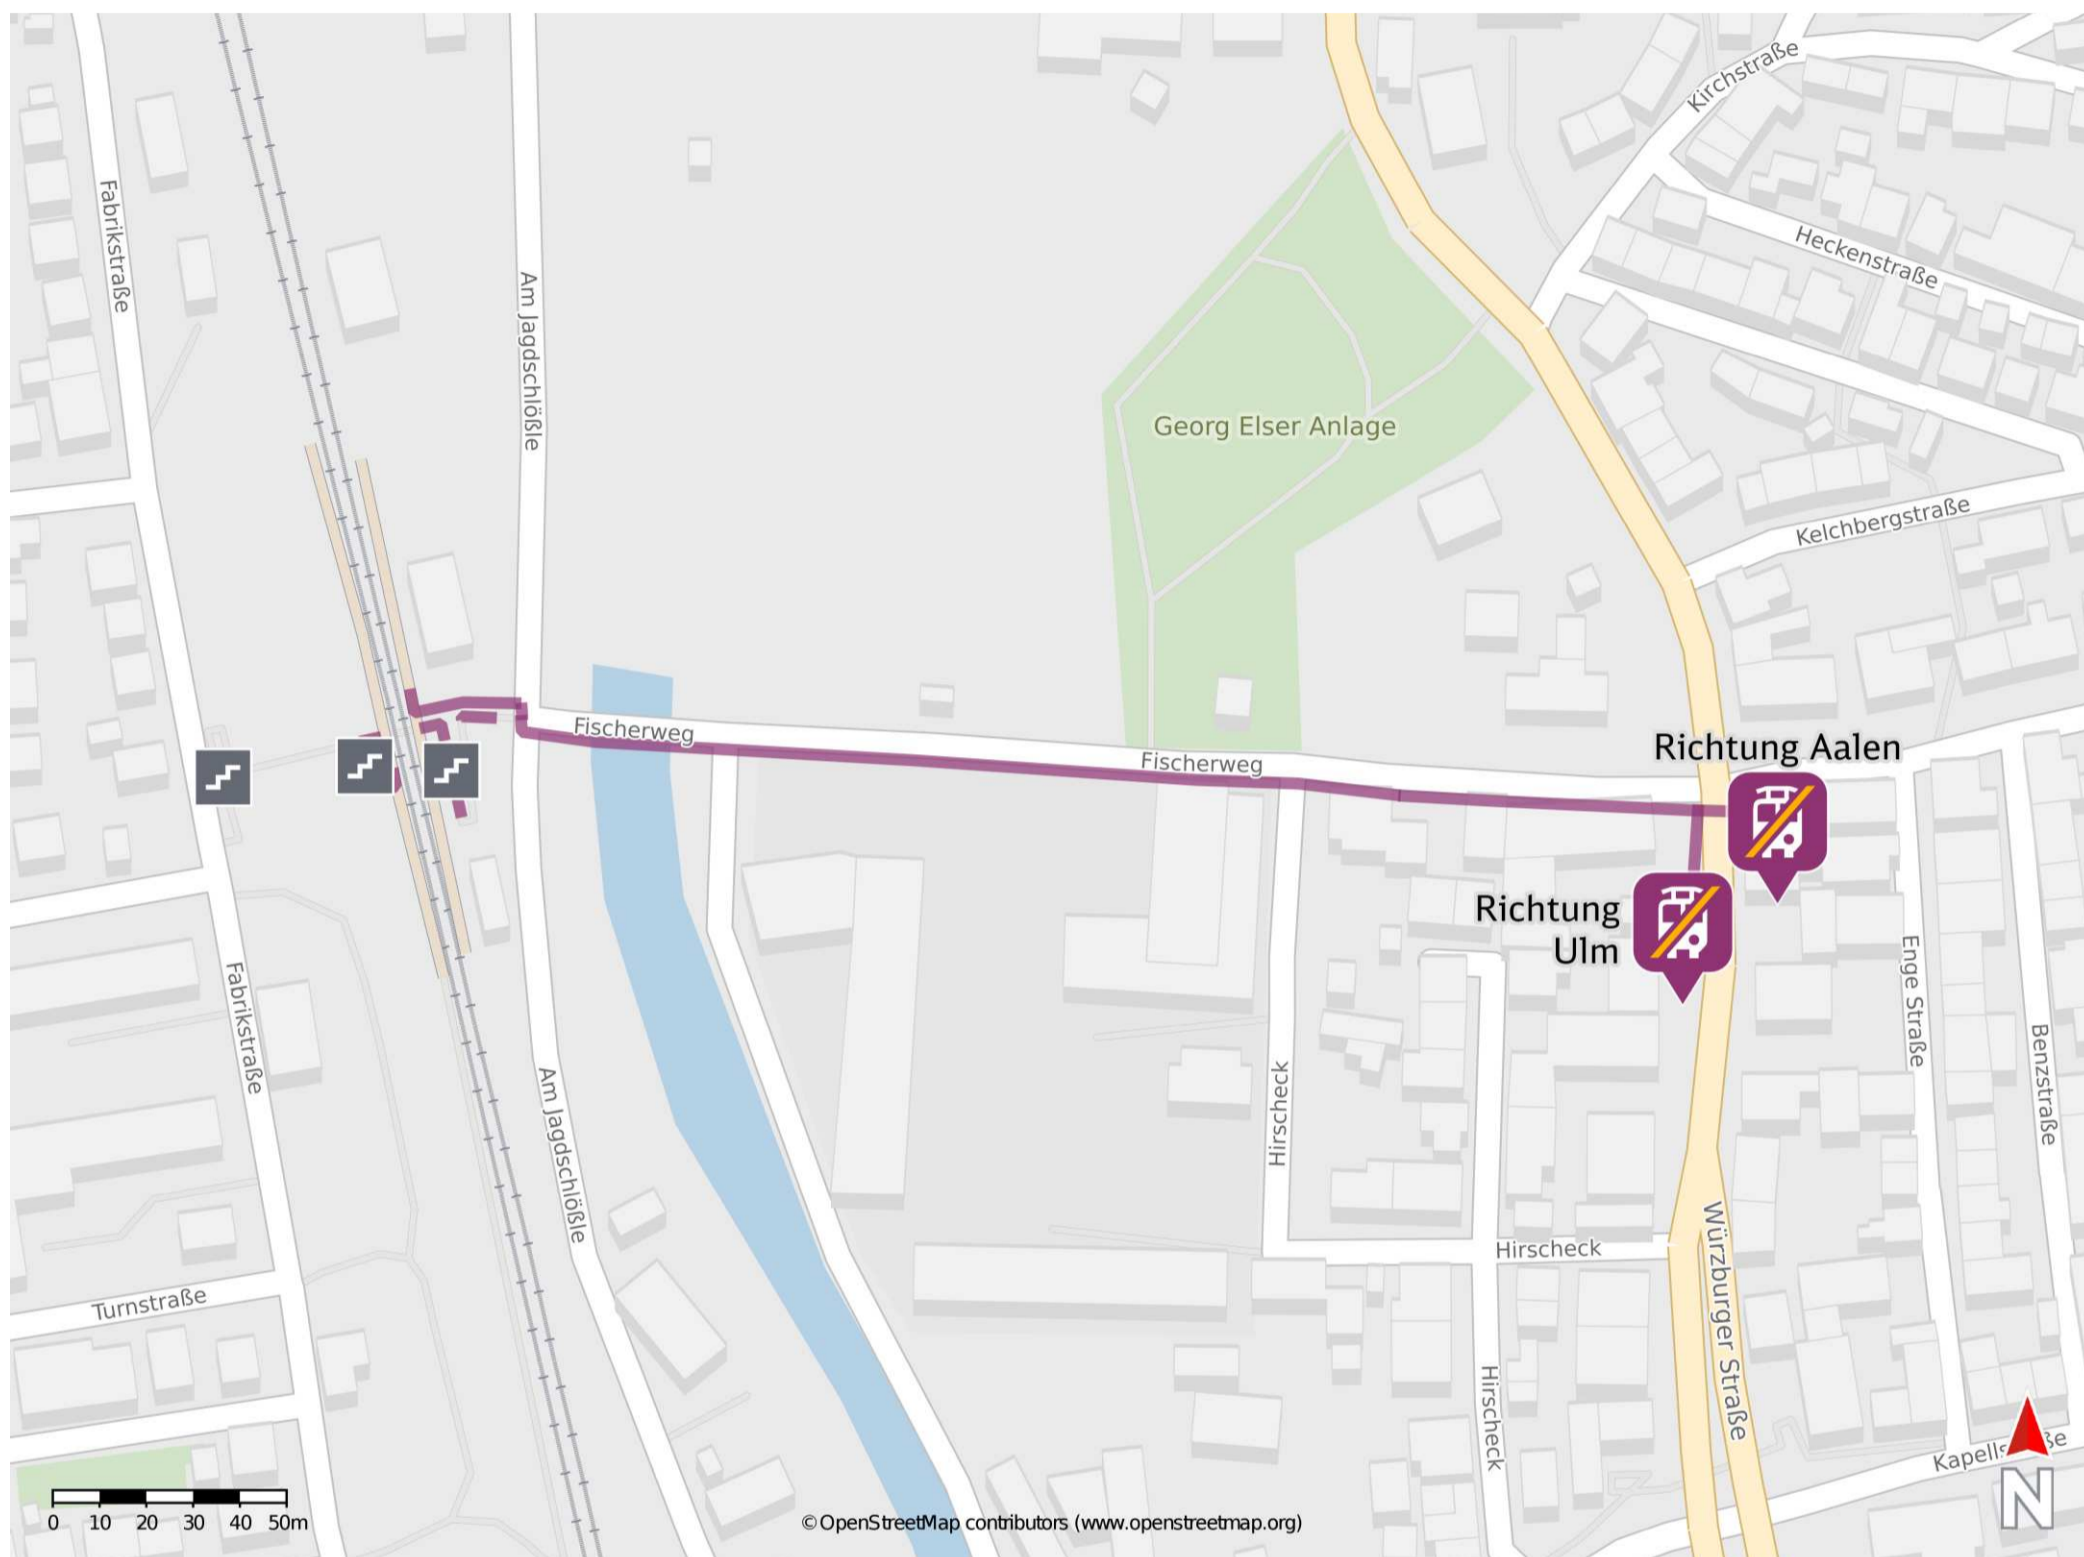 Kirchstraße
Fabrikstraße
Heckenstraße
Am Jagdschlößle
Georg Elser Anlage
Kelchbergstraße
Fischerweg
Fischerweg
Richtung Aalen
Richtung
Ulm
Enge Straße
Fabrikstraße
Benzstraße
Hirscheck
Am Jagdschlößle
Hirscheck
Würzburger Straße
Turnstraße
Hirscheck
Kapells
ße
N
0 10 20 30 40 50m
© OpenStreetMap contributors (www.openstreetmap.org)